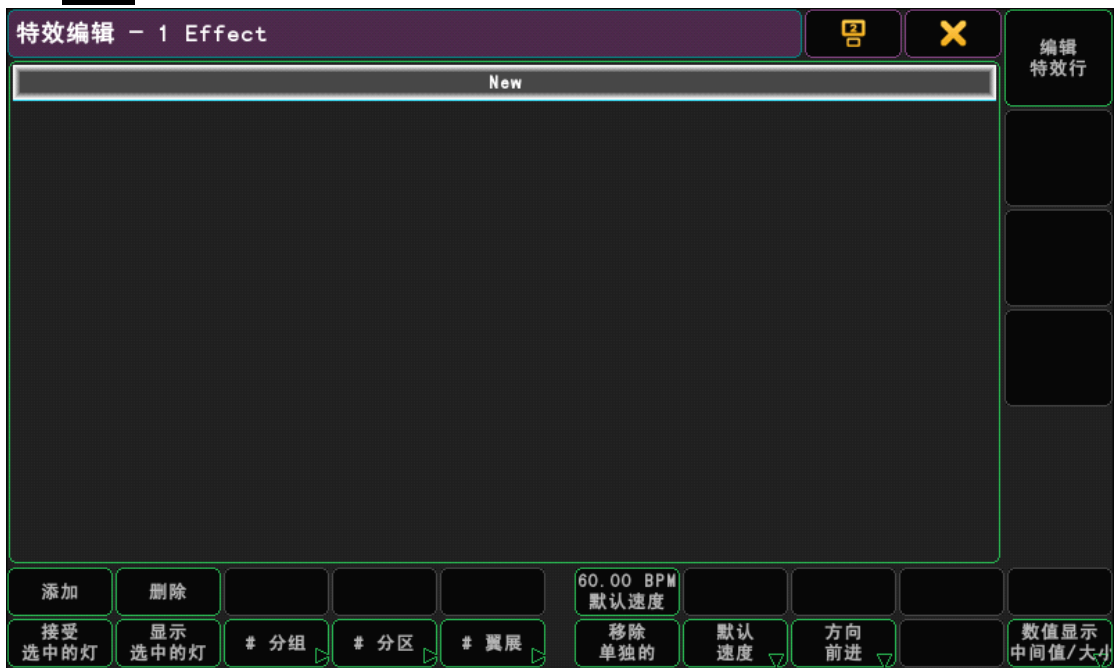 特效编辑 - 1 Effect
2
编辑
特效行
New
添加
删除
60.00 BPM
默认速度
接受
选中的灯
显示
选中的灯
# 分组
# 分区
# 翼展
移除
单独的
默认
速度
方向
前进
数值显示
中间值/大小